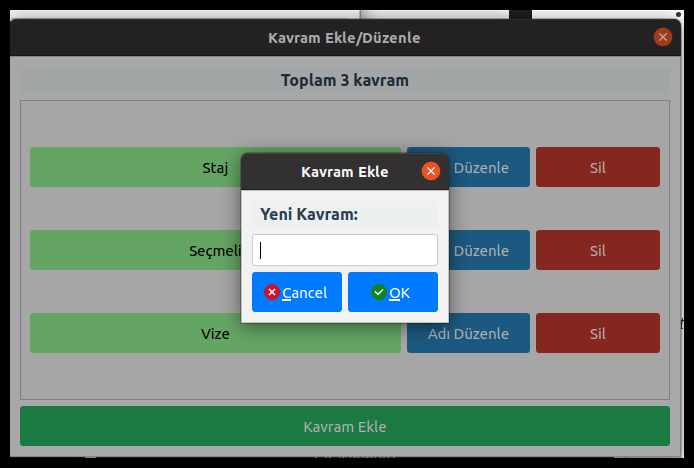 Kavram Ekle/Düzenle
Toplam 3 kavram
Staj Düzenle Sil
Kavram Ekle
Yeni Kavram:
Seçmeli Düzenle Sil
Cancel OK
Vize Adı Düzenle Sil
Kavram Ekle